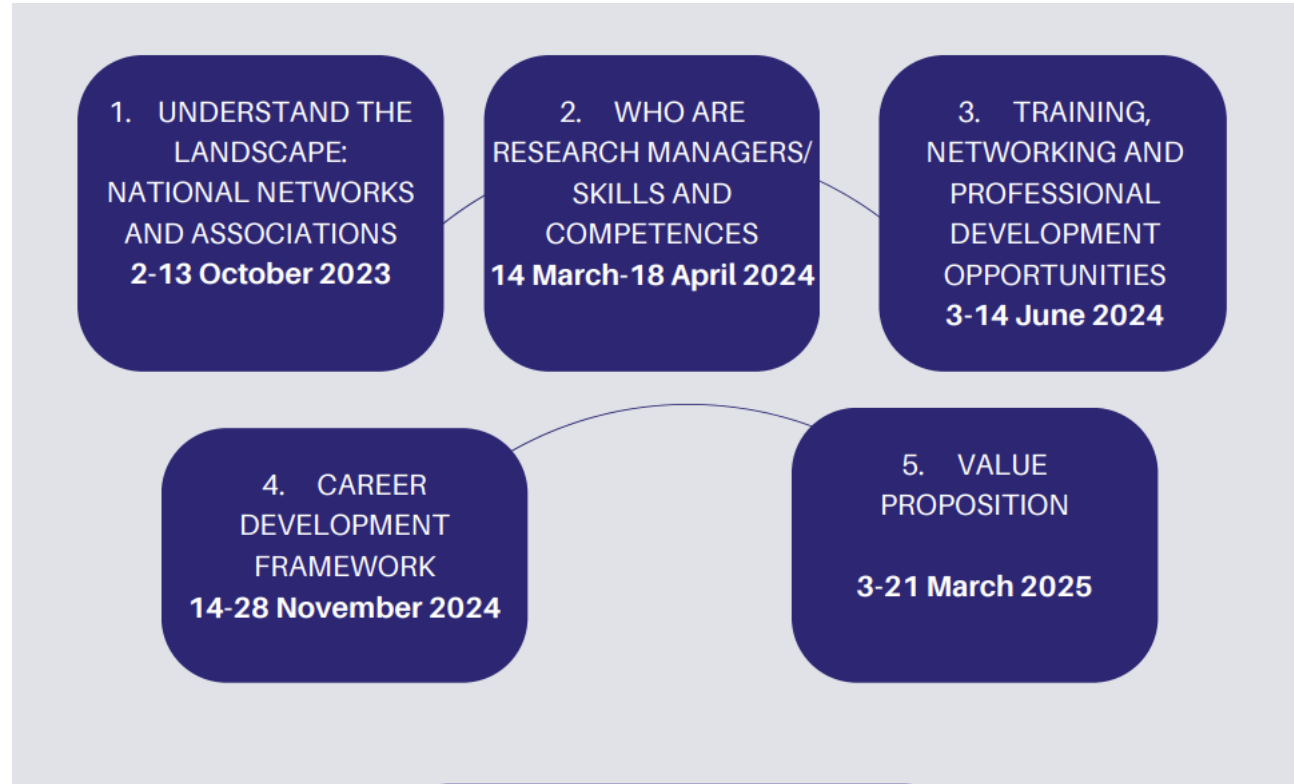 1. UNDERSTAND THE
LANDSCAPE:
NATIONAL NETWORKS
AND ASSOCIATIONS
2-13 October 2023
2. WHO ARE
RESEARCH MANAGERS/
SKILLS AND
COMPETENCES
14 March-18 April 2024
3. TRAINING,
NETWORKING AND
PROFESSIONAL
DEVELOPMENT
OPPORTUNITIES
3-14 June 2024
4. CAREER
DEVELOPMENT
FRAMEWORK
14-28 November 2024
5. VALUE
PROPOSITION
3-21 March 2025